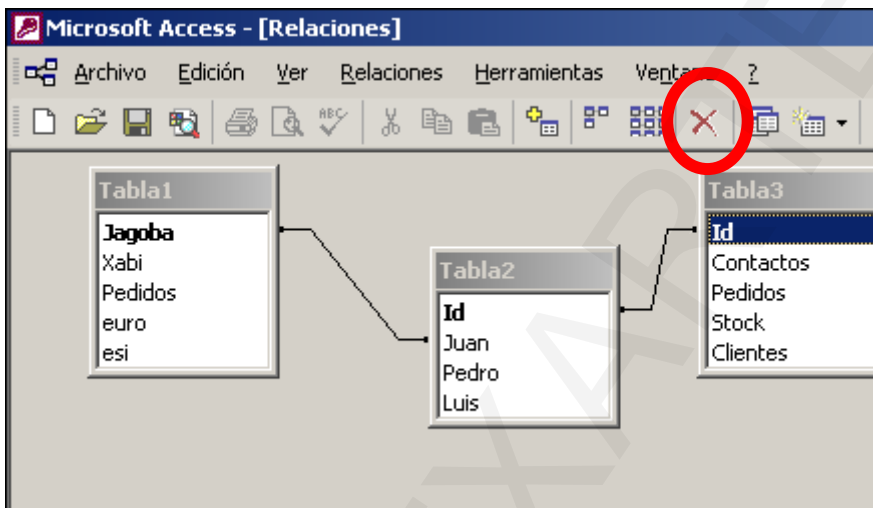 Microsoft Access - [Relaciones]
Archivo Edición Ver Relaciones Herramientas Ventana ?
ABC
Tabla1
Jagoba
Xabi
Pedidos
euro
esi
Tabla2
Id
Juan
Pedro
Luis
Tabla3
Id
Contactos
Pedidos
Stock
Clientes